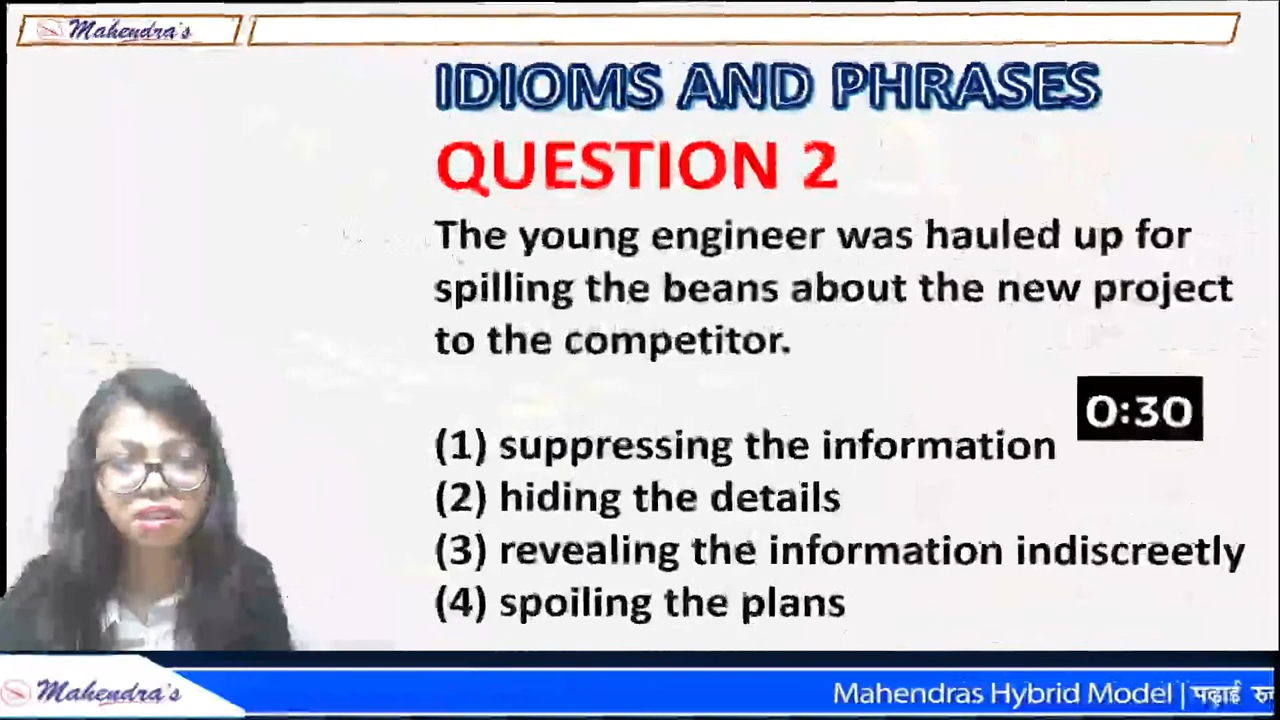 Mahendra's
IDIOMS AND PHRASES
QUESTION 2
The young engineer was hauled up for
spilling the beans about the new project
to the competitor.
0:30
(1) suppressing the information
(2) hiding the details
(3) revealing the information indiscreetly
(4) spoiling the plans
Mahendra's
Mahendras Hybrid Model | पढ़ाई